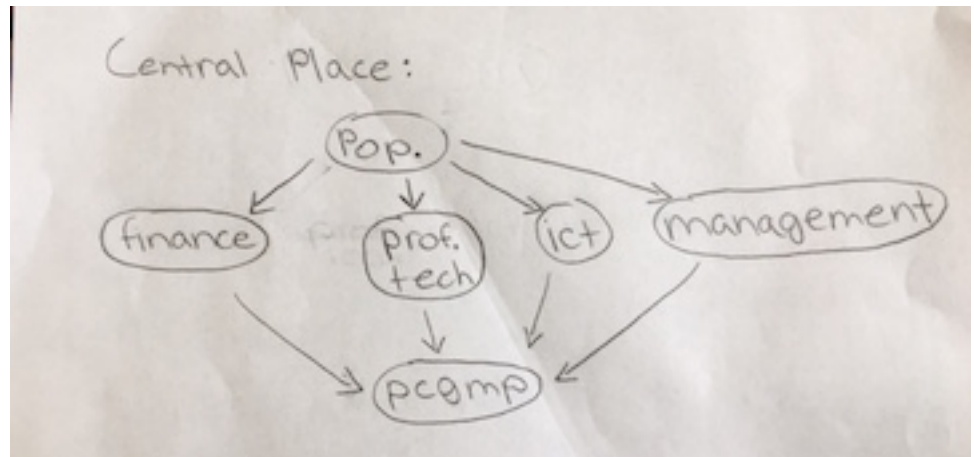 Central Place:
Pop.
finance
prof.
tech
ict
management
pcgmp